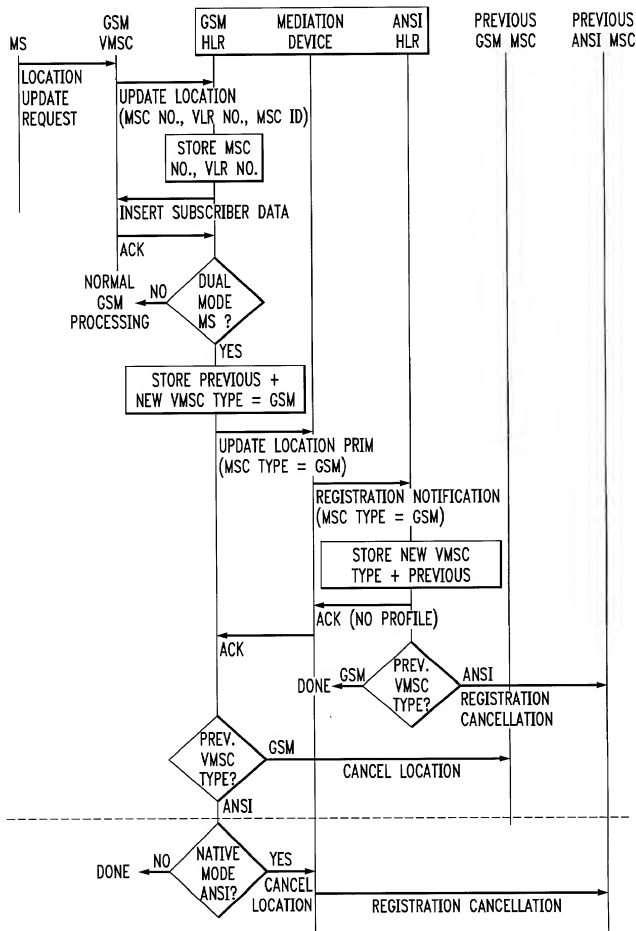 MS
GSM
VMSC
GSM
HLR
MEDIATION
DEVICE
ANSI
HLR
PREVIOUS
GSM MSC
PREVIOUS
ANSI MSC
LOCATION
UPDATE
REQUEST
UPDATE LOCATION
(MSC NO., VLR NO., MSC ID)
STORE MSC
NO., VLR NO.
INSERT SUBSCRIBER DATA
ACK
DUAL
MODE
MS ?
NO
NORMAL
GSM
PROCESSING
YES
STORE PREVIOUS +
NEW VMSC TYPE = GSM
UPDATE LOCATION PRIM
(MSC TYPE = GSM)
REGISTRATION NOTIFICATION
(MSC TYPE = GSM)
STORE NEW VMSC
TYPE + PREVIOUS
ACK (NO PROFILE)
ACK
PREV.
VMSC
TYPE?
GSM
DONE
ANSI
REGISTRATION
CANCELLATION
PREV.
VMSC
TYPE?
GSM
CANCEL LOCATION
ANSI
NATIVE
MODE
ANSI?
NO
DONE
YES
CANCEL
LOCATION
REGISTRATION CANCELLATION